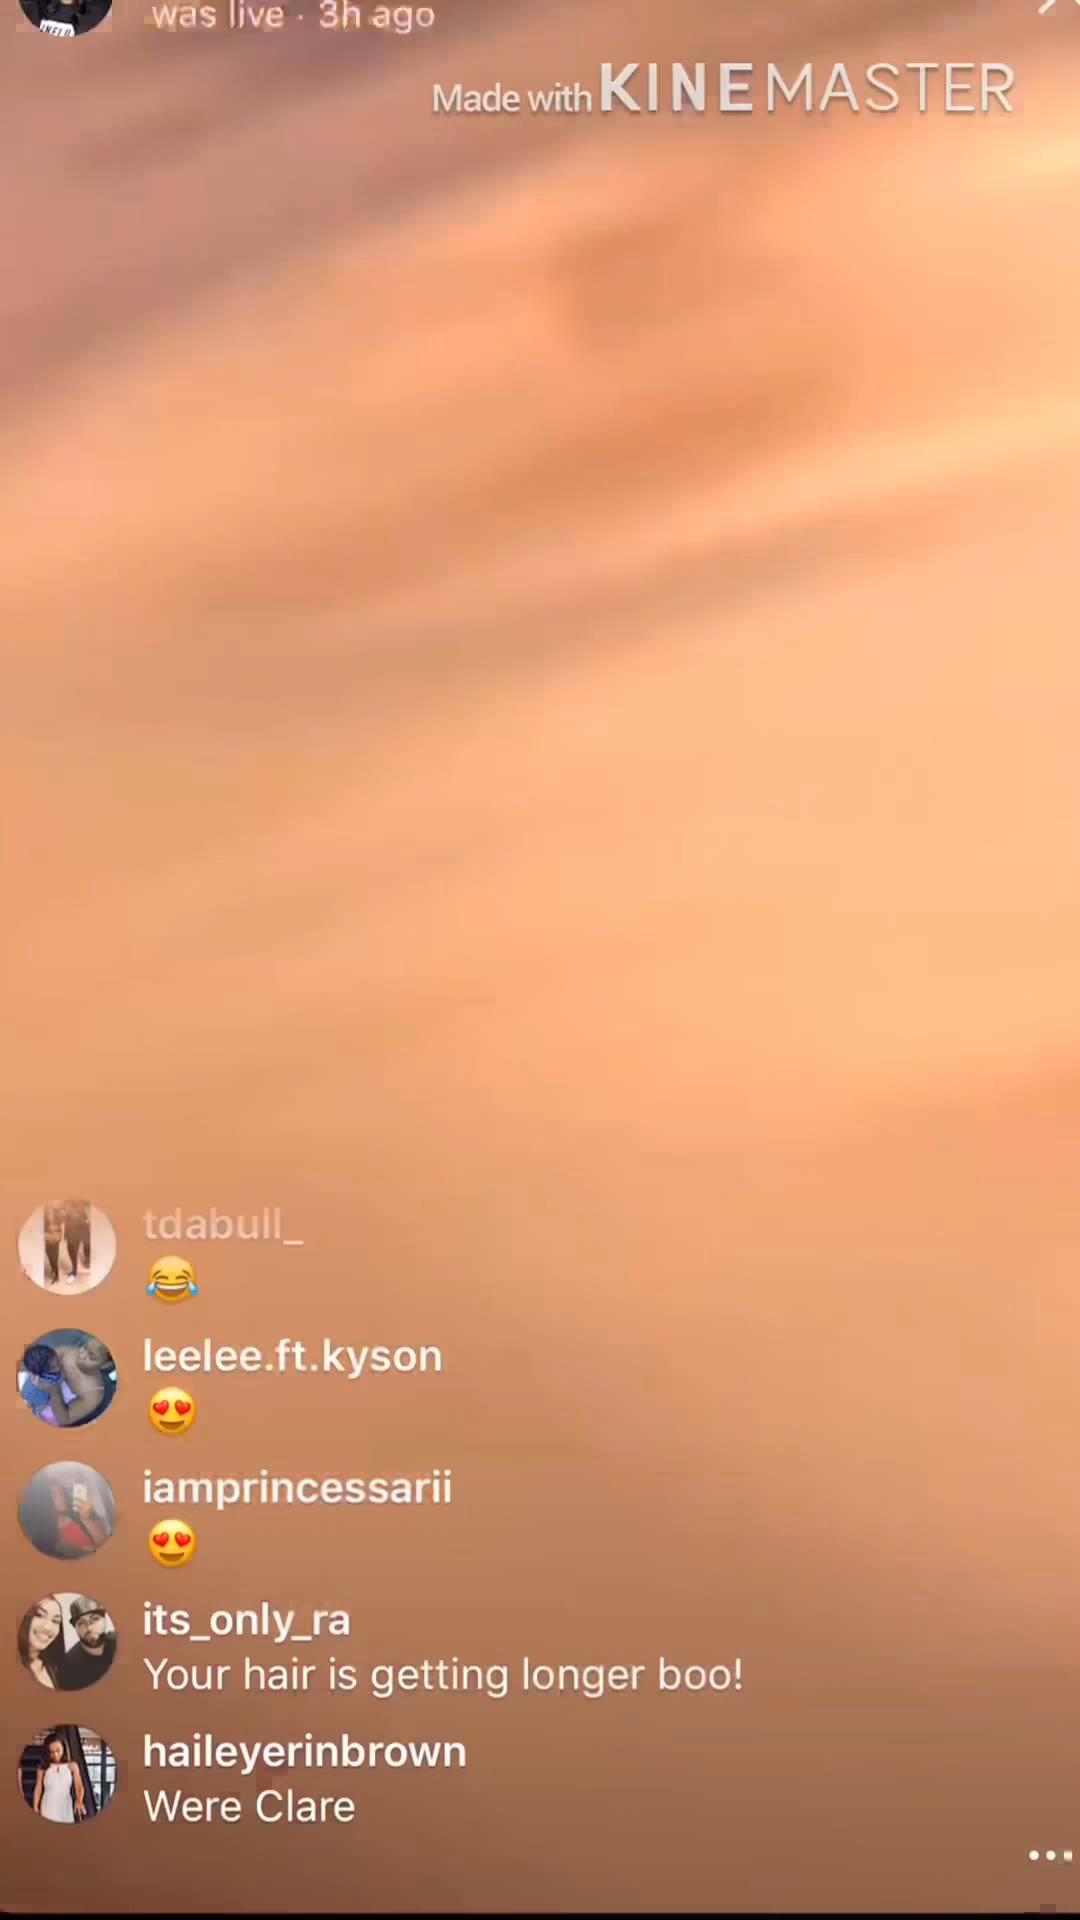 was live · 3h ago
Made with KINEMASTER
tdabull_
😂
leelee.ft.kyson
😍
iamprincessarii
😍
its_only_ra
Your hair is getting longer boo!
haileyerinbrown
Were Clare